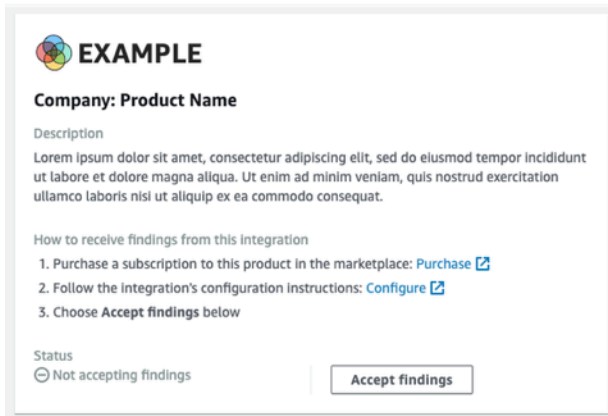 EXAMPLE
Company: Product Name
Description
Lorem ipsum dolor sit amet, consectetur adipiscing elit, sed do eiusmod tempor incididunt
ut labore et dolore magna aliqua. Ut enim ad minim veniam, quis nostrud exercitation
ullamco laboris nisi ut aliquip ex ea commodo consequat.
How to receive findings from this integration
1. Purchase a subscription to this product in the marketplace: Purchase
2. Follow the integration's configuration instructions: Configure
3. Choose Accept findings below
Status
Not accepting findings
Accept findings